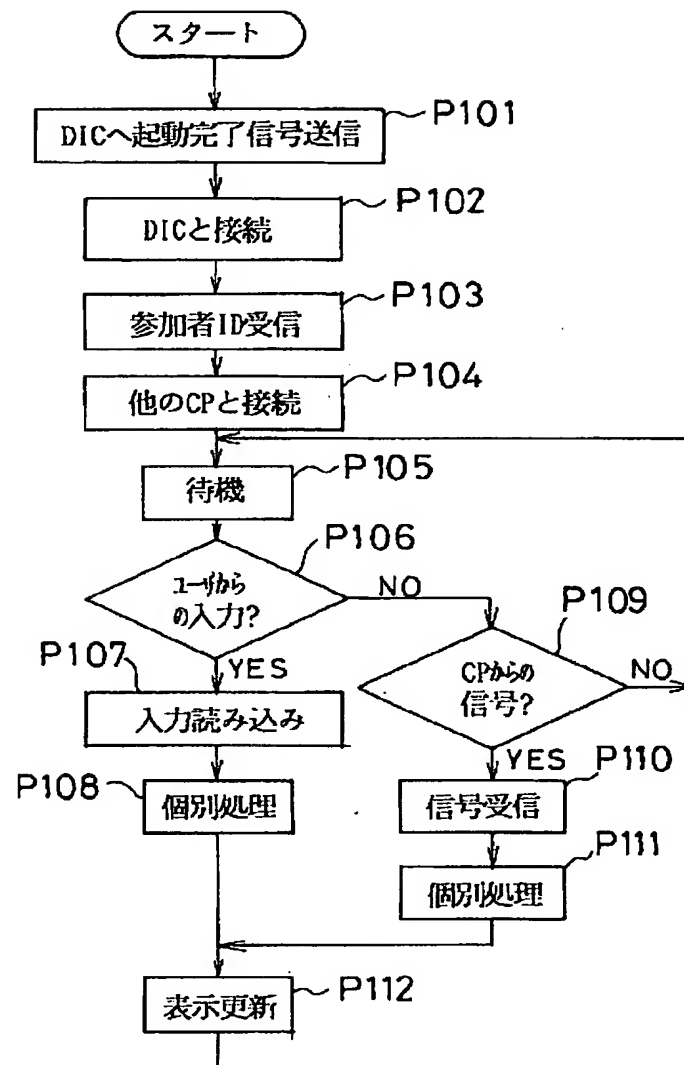 スタート
P101
DICへ起動完了信号送信
P102
DICと接続
P103
参加者ID受信
P104
他のCPと接続
P105
待機
P106
ユーザから
の入力?
NO
P109
P107
YES
CPからの
信号?
NO
入力読み込み
YES
P110
P108
個別処理
信号受信
P111
個別処理
P112
表示更新